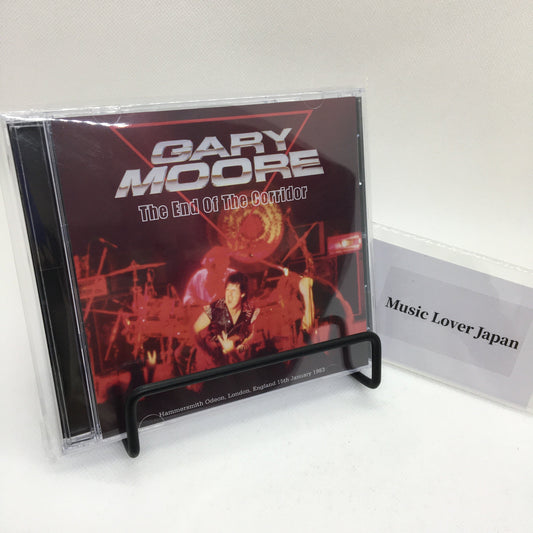 GARY
MOORE
The End Of The Corridor
Hammersmith Odeon, London, England 15th January 1983
Music Lover Japan